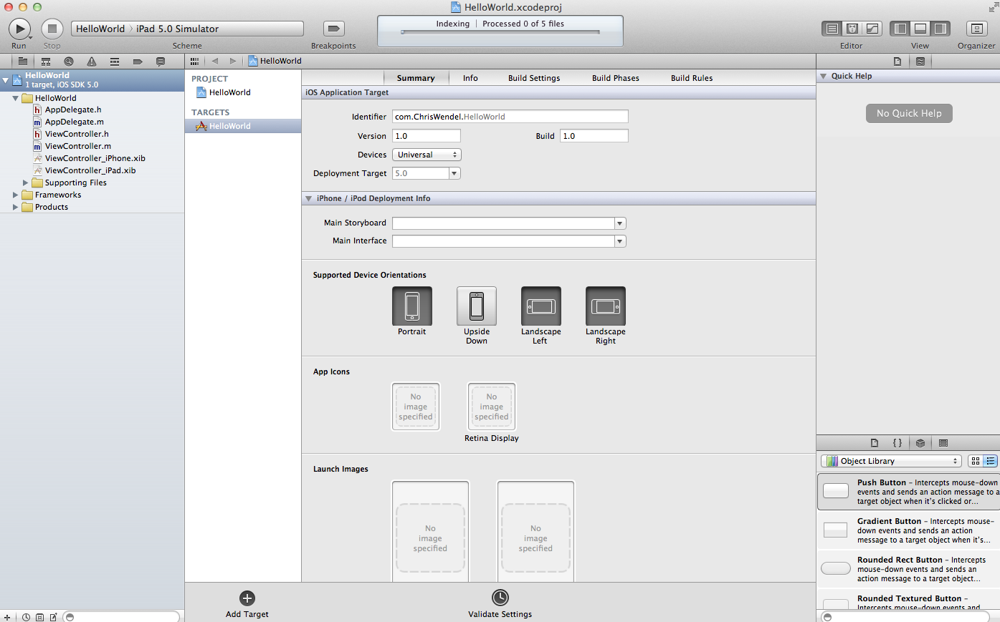 HelloWorld.xcodeproj
HelloWorld 〉 iPad 5.0 Simulator
Indexing | Processed 0 of 5 files
Run
Stop
Scheme
Breakpoints
Editor
View
Organizer
HelloWorld
1 target, iOS SDK 5.0
HelloWorld
h AppDelegate.h
m AppDelegate.m
h ViewController.h
m ViewController.m
ViewController_iPhone.xib
ViewController_iPad.xib
Supporting Files
Frameworks
Products
HelloWorld
PROJECT
HelloWorld
TARGETS
HelloWorld
Summary
Info
Build Settings
Build Phases
Build Rules
iOS Application Target
Identifier com.ChrisWendel.HelloWorld
Version 1.0
Build 1.0
Devices Universal
Deployment Target 5.0
iPhone / iPod Deployment Info
Main Storyboard
Main Interface
Supported Device Orientations
Portrait
Upside
Down
Landscape
Left
Landscape
Right
App Icons
No
image
specified
No
image
specified
Retina Display
Launch Images
No
image
specified
No
image
specified
Add Target
Validate Settings
Quick Help
No Quick Help
{ }
Object Library
Push Button – Intercepts mouse-down
events and sends an action message to a
target object when it's clicked or...
Gradient Button – Intercepts mouse-
down events and sends an action
message to a target object when it's...
Rounded Rect Button – Intercepts
mouse-down events and sends an
action message to a target object...
Rounded Textured Button –
Intercepts mouse-down events and